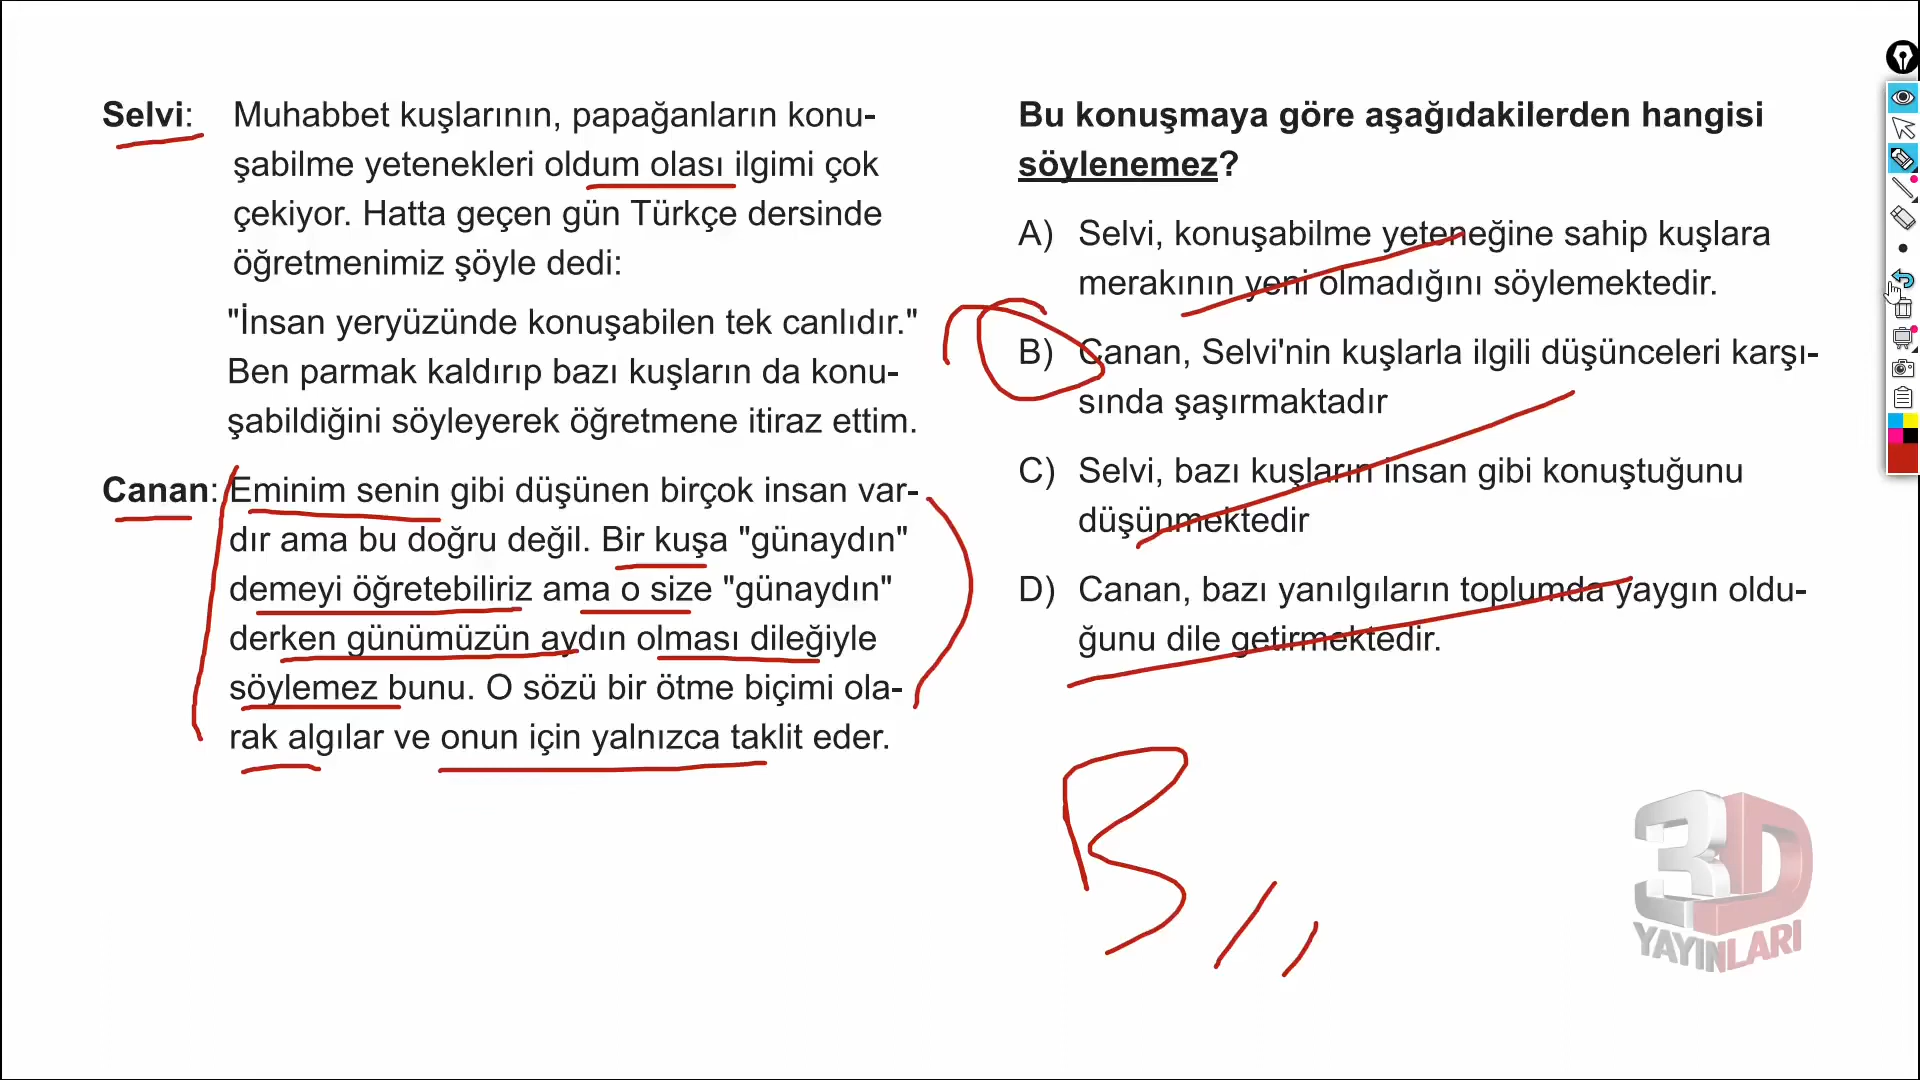 Selvi: Muhabbet kuşlarının, papağanların konu-
şabilme yetenekleri oldum olası ilgimi çok
çekiyor. Hatta geçen gün Türkçe dersinde
öğretmenimiz şöyle dedi:
"İnsan yeryüzünde konuşabilen tek canlıdır."
Ben parmak kaldırıp bazı kuşların da konu-
şabildiğini söyleyerek öğretmene itiraz ettim.
Canan: Eminim senin gibi düşünen birçok insan var-
dır ama bu doğru değil. Bir kuşa "günaydın"
demeyi öğretebiliriz ama o size "günaydın"
derken günümüzün aydın olması dileğiyle
söylemez bunu. O sözü bir ötme biçimi ola-
rak algılar ve onun için yalnızca taklit eder.
Bu konuşmaya göre aşağıdakilerden hangisi
söylenemez?
A) Selvi, konuşabilme yeteneğine sahip kuşlara
merakının yeni olmadığını söylemektedir.
B) Canan, Selvi'nin kuşlarla ilgili düşünceleri karşı-
sında şaşırmaktadır
C) Selvi, bazı kuşların insan gibi konuştuğunu
düşünmektedir
D) Canan, bazı yanılgıların toplumda yaygın oldu-
ğunu dile getirmektedir.
B
3D
YAYINLARI